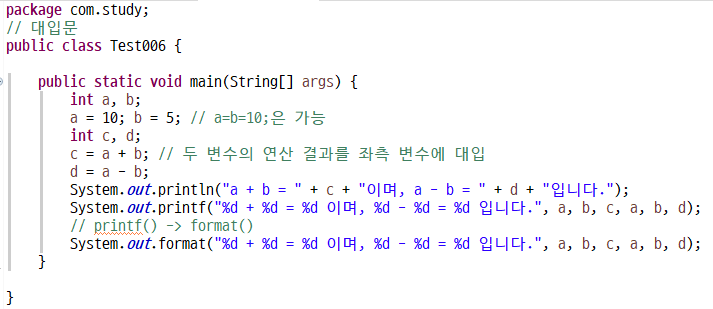 package com.study;
// 대입문
public class Test006 {
public static void main(String[] args) {
int a, b;
a = 10; b = 5; // a=b=10;은 가능
int c, d;
c = a + b; // 두 변수의 연산 결과를 좌측 변수에 대입
d = a - b;
System.out.println("a + b = " + c + "이며, a - b = " + d + "입니다.");
System.out.printf("%d + %d = %d 이며, %d - %d = %d 입니다.", a, b, c, a, b, d);
// printf() -> format()
System.out.format("%d + %d = %d 이며, %d - %d = %d 입니다.", a, b, c, a, b, d);
}
}